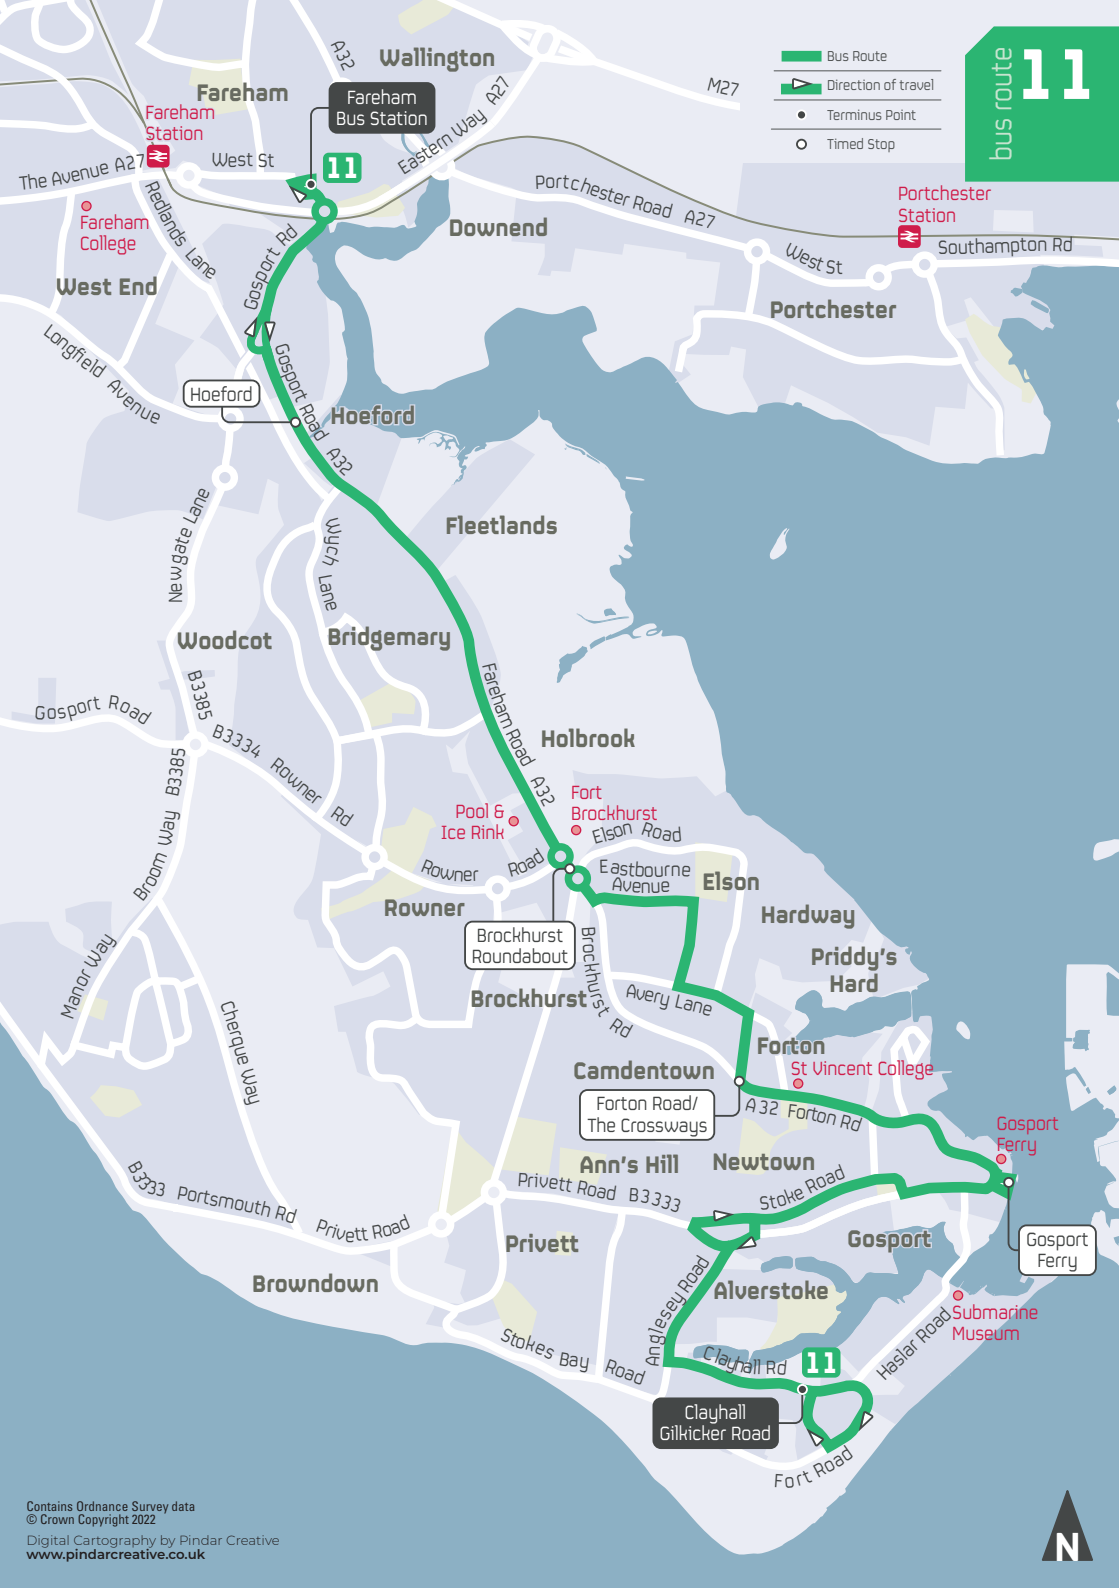 A32
Wallington
Bus Route
bus route
11
M27
Direction of travel
Terminus Point
Timed Stop
Fareham
Fareham
Station
Fareham
Bus Station
Eastern Way A27
The Avenue A27
West St
11
Portchester Road A27
Portchester
Station
Southampton Rd
West St
Fareham
College
Redlands Lane
Downend
West End
Gosport Rd
Portchester
Longfield Avenue
Gosport Road A32
Hoeford
Hoeford
Newgate Lane
Wych Lane
Fleetlands
Woodcot
Bridgemary
B3385
Gosport Road
B3334 Rowner Rd
Fareham Road A32
Holbrook
Broom Way B3385
Pool &
Ice Rink
Fort
Brockhurst
Elson Road
Rowner Road
Eastbourne
Avenue
Elson
Rowner
Hardway
Brockhurst
Roundabout
Brockhurst Rd
Priddy's
Hard
Manor Way
Cherque Way
Brockhurst
Avery Lane
Forton
Camdentown
St Vincent College
Forton Road/
The Crossways
A32 Forton Rd
Gosport
Ferry
Ann's Hill
Newtown
B3333 Portsmouth Rd
Privett Road
Privett Road B3333
Stoke Road
Privett
Gosport
Gosport
Ferry
Browndown
Anglesey Road
Alverstoke
Submarine
Museum
Haslar Road
Stokes Bay Road
Clayhall Rd
11
Clayhall
Gilkicker Road
Fort Road
Contains Ordnance Survey data
© Crown Copyright 2022
Digital Cartography by Pindar Creative
www.pindarcreative.co.uk
N